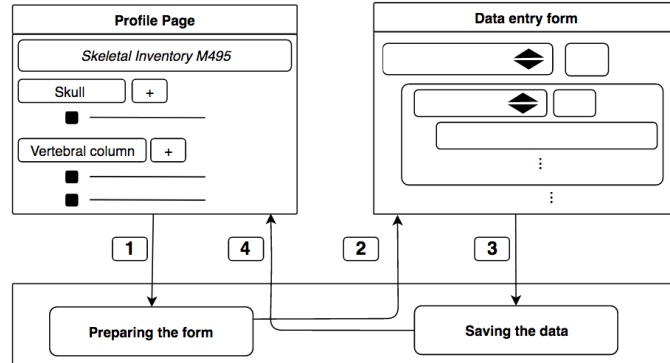 Profile Page
Skeletal Inventory M495
Skull +
Vertebral column +
Data entry form
⋮
⋮
1
4
2
3
Preparing the form
Saving the data